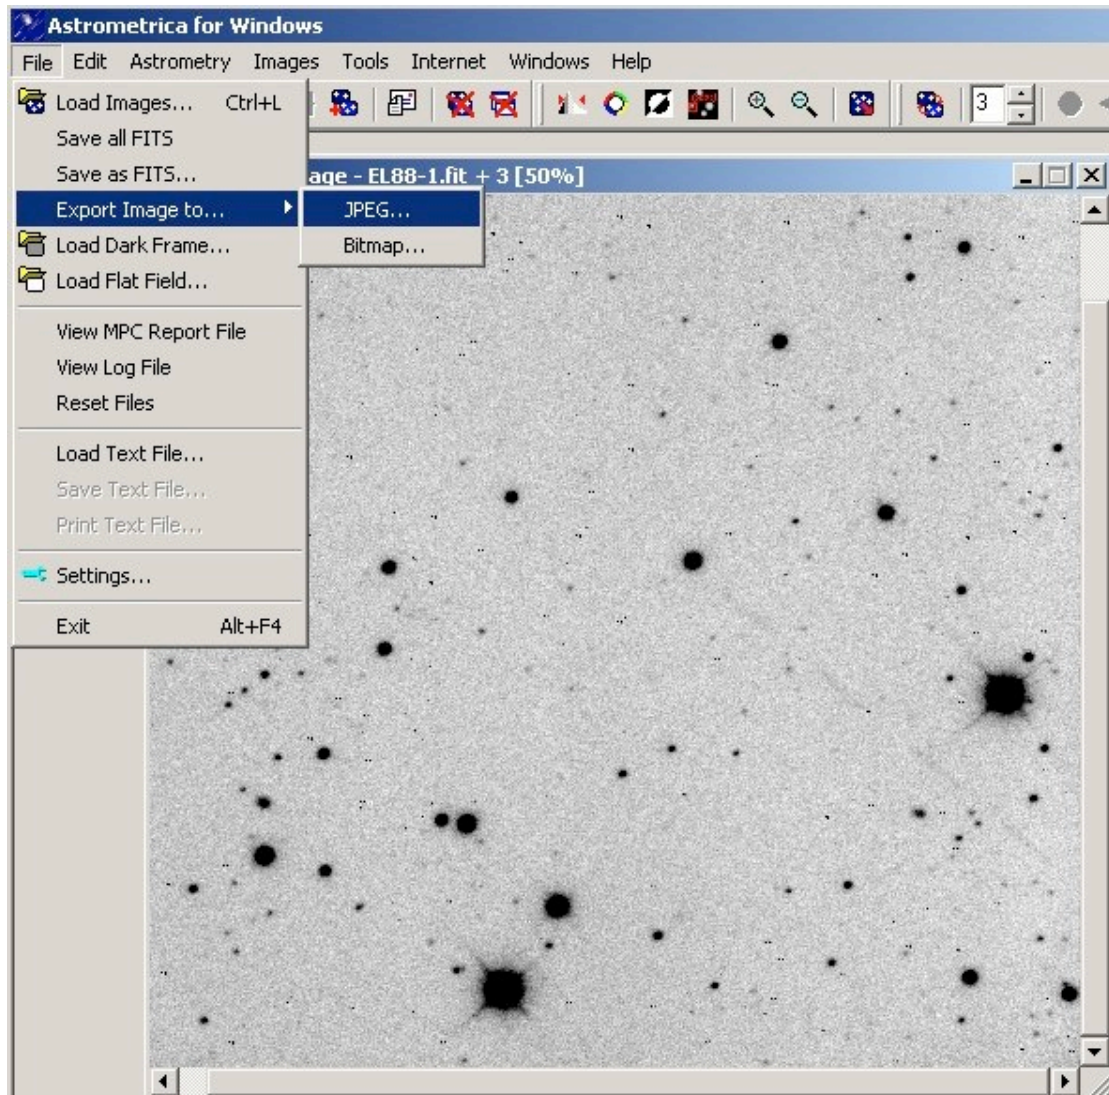 Astrometrica for Windows
File Edit Astrometry Images Tools Internet Windows Help
Load Images... Ctrl+L
3
Save all FITS
Save as FITS...
age - EL88-1.fit + 3 [50%]
Export Image to...
JPEG...
Load Dark Frame...
Bitmap...
Load Flat Field...
View MPC Report File
View Log File
Reset Files
Load Text File...
Save Text File...
Print Text File...
Settings...
Exit Alt+F4